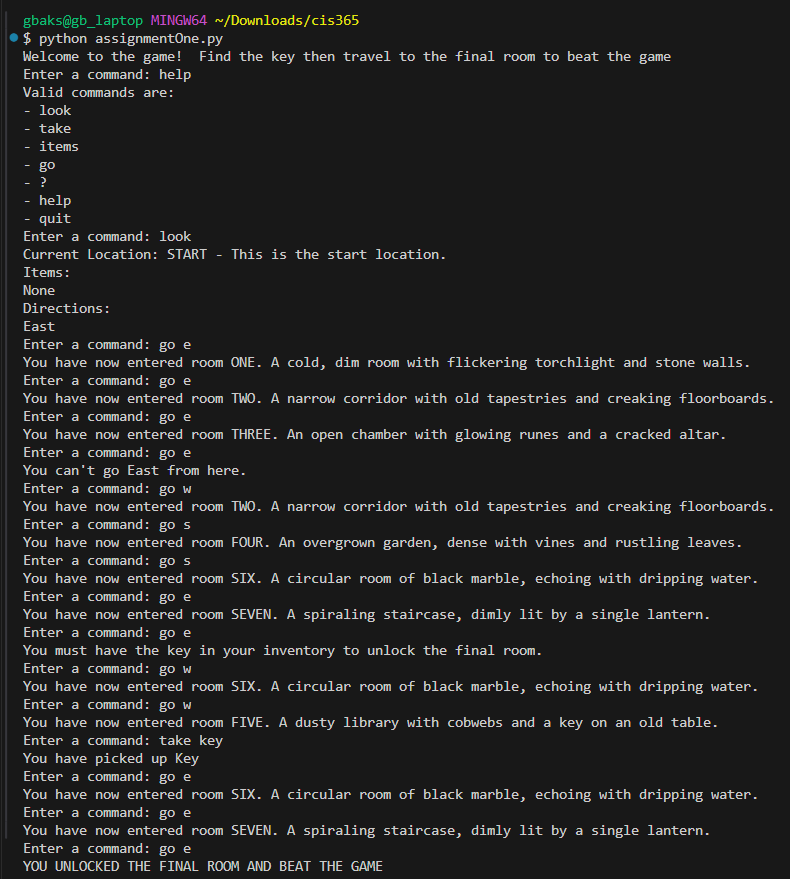 gbaks@gb_laptop MINGW64 ~/Downloads/cis365
$ python assignmentOne.py
Welcome to the game!  Find the key then travel to the final room to beat the game
Enter a command: help
Valid commands are:
- look
- take
- items
- go
- ?
- help
- quit
Enter a command: look
Current Location: START - This is the start location.
Items:
None
Directions:
East
Enter a command: go e
You have now entered room ONE. A cold, dim room with flickering torchlight and stone walls.
Enter a command: go e
You have now entered room TWO. A narrow corridor with old tapestries and creaking floorboards.
Enter a command: go e
You have now entered room THREE. An open chamber with glowing runes and a cracked altar.
Enter a command: go e
You can't go East from here.
Enter a command: go w
You have now entered room TWO. A narrow corridor with old tapestries and creaking floorboards.
Enter a command: go s
You have now entered room FOUR. An overgrown garden, dense with vines and rustling leaves.
Enter a command: go s
You have now entered room SIX. A circular room of black marble, echoing with dripping water.
Enter a command: go e
You have now entered room SEVEN. A spiraling staircase, dimly lit by a single lantern.
Enter a command: go e
You must have the key in your inventory to unlock the final room.
Enter a command: go w
You have now entered room SIX. A circular room of black marble, echoing with dripping water.
Enter a command: go w
You have now entered room FIVE. A dusty library with cobwebs and a key on an old table.
Enter a command: take key
You have picked up Key
Enter a command: go e
You have now entered room SIX. A circular room of black marble, echoing with dripping water.
Enter a command: go e
You have now entered room SEVEN. A spiraling staircase, dimly lit by a single lantern.
Enter a command: go e
YOU UNLOCKED THE FINAL ROOM AND BEAT THE GAME